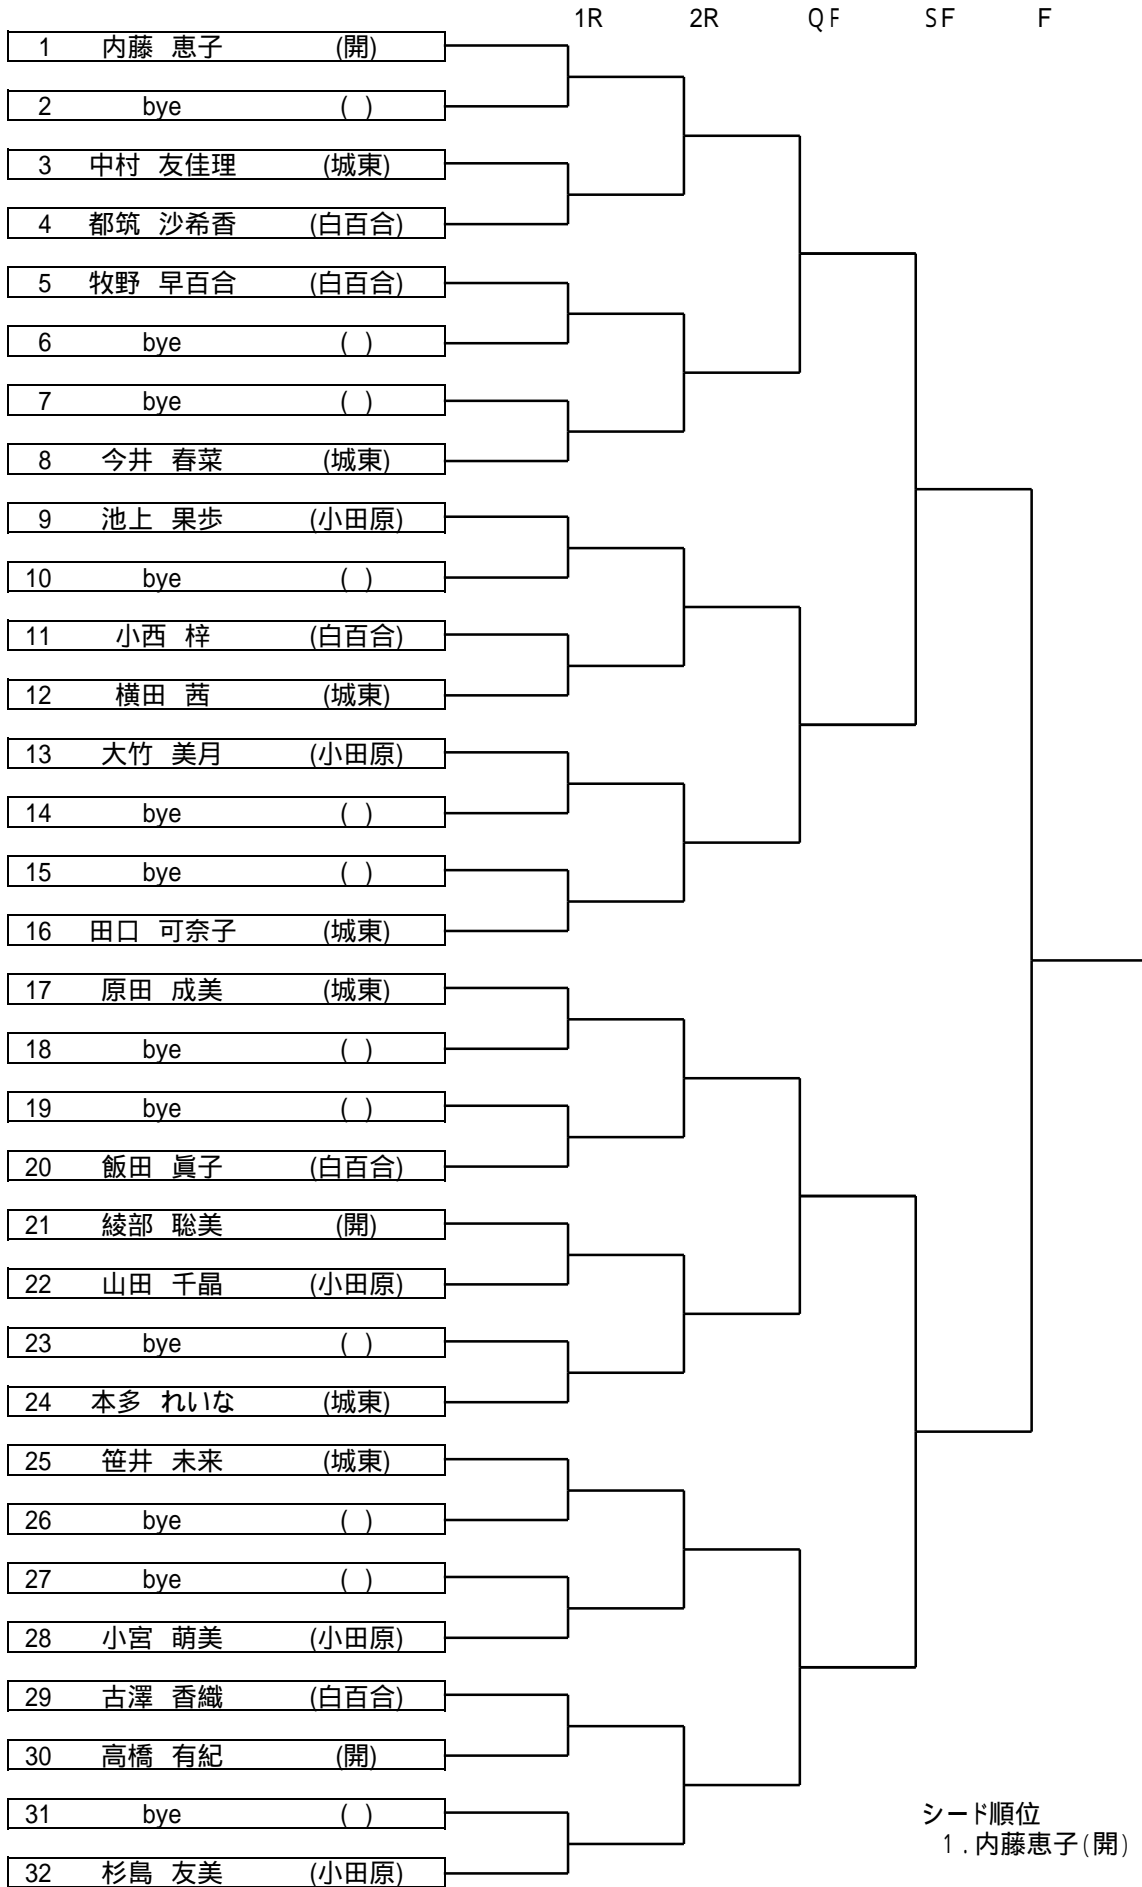 1R 2R QF SF F
1 内藤 恵子 (開)
2 bye ( )
3 中村 友佳理 (城東)
4 都筑 沙希香 (白百合)
5 牧野 早百合 (白百合)
6 bye ( )
7 bye ( )
8 今井 春菜 (城東)
9 池上 果歩 (小田原)
10 bye ( )
11 小西 梓 (白百合)
12 横田 茜 (城東)
13 大竹 美月 (小田原)
14 bye ( )
15 bye ( )
16 田口 可奈子 (城東)
17 原田 成美 (城東)
18 bye ( )
19 bye ( )
20 飯田 眞子 (白百合)
21 綾部 聡美 (開)
22 山田 千晶 (小田原)
23 bye ( )
24 本多 れいな (城東)
25 笹井 未来 (城東)
26 bye ( )
27 bye ( )
28 小宮 萌美 (小田原)
29 古澤 香織 (白百合)
30 高橋 有紀 (開)
31 bye ( )
32 杉島 友美 (小田原)
シード順位
1.内藤恵子(開)